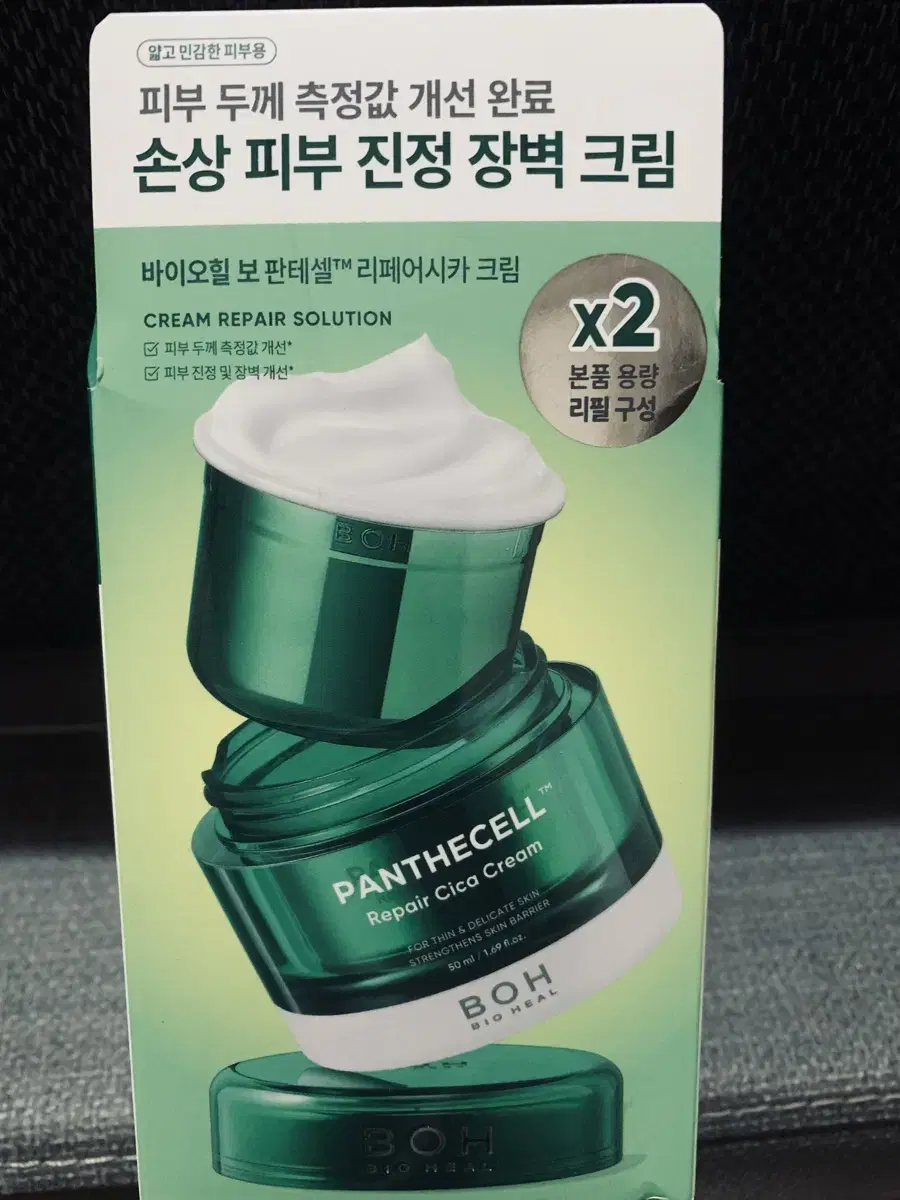 얇고 민감한 피부용
피부 두께 측정값 개선 완료
손상 피부 진정 장벽 크림
바이오힐 보 판테셀™ 리페어시카 크림
CREAM REPAIR SOLUTION
피부 두께 측정값 개선*
피부 진정 및 장벽 개선*
x2
본품 용량
리필 구성
BOH
PANTHECELL™
Repair Cica Cream
FOR THIN & DELICATE SKIN
STRENGTHENS SKIN BARRIER
50 ml / 1.69 fl.oz.
BOH
BIO HEAL
BOH
BIO HEAL